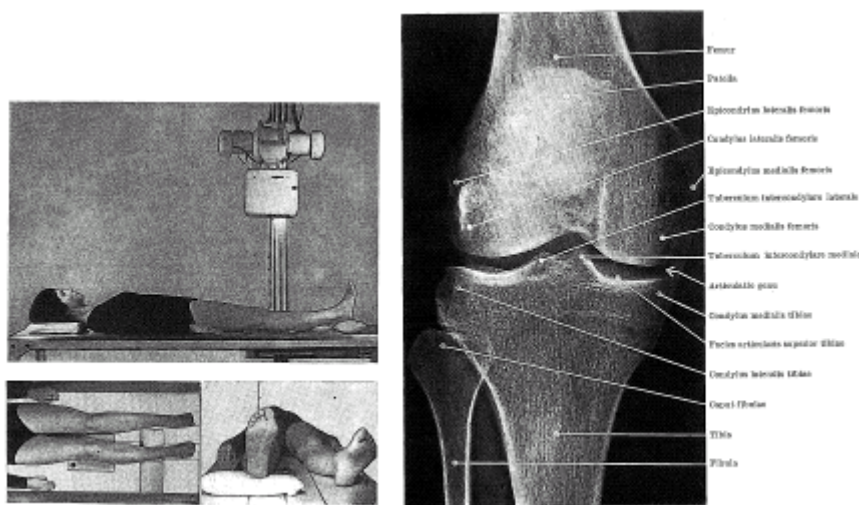 Femur
Patella
Epicondylus lateralis femoris
Condylus lateralis femoris
Epicondylus medialis femoris
Tuberculum intercondylare laterale
Condylus medialis femoris
Tuberculum intercondylare mediale
Articulatio genu
Condylus medialis tibiae
Facies articularis superior tibiae
Condylus lateralis tibiae
Caput fibulae
Tibia
Fibula